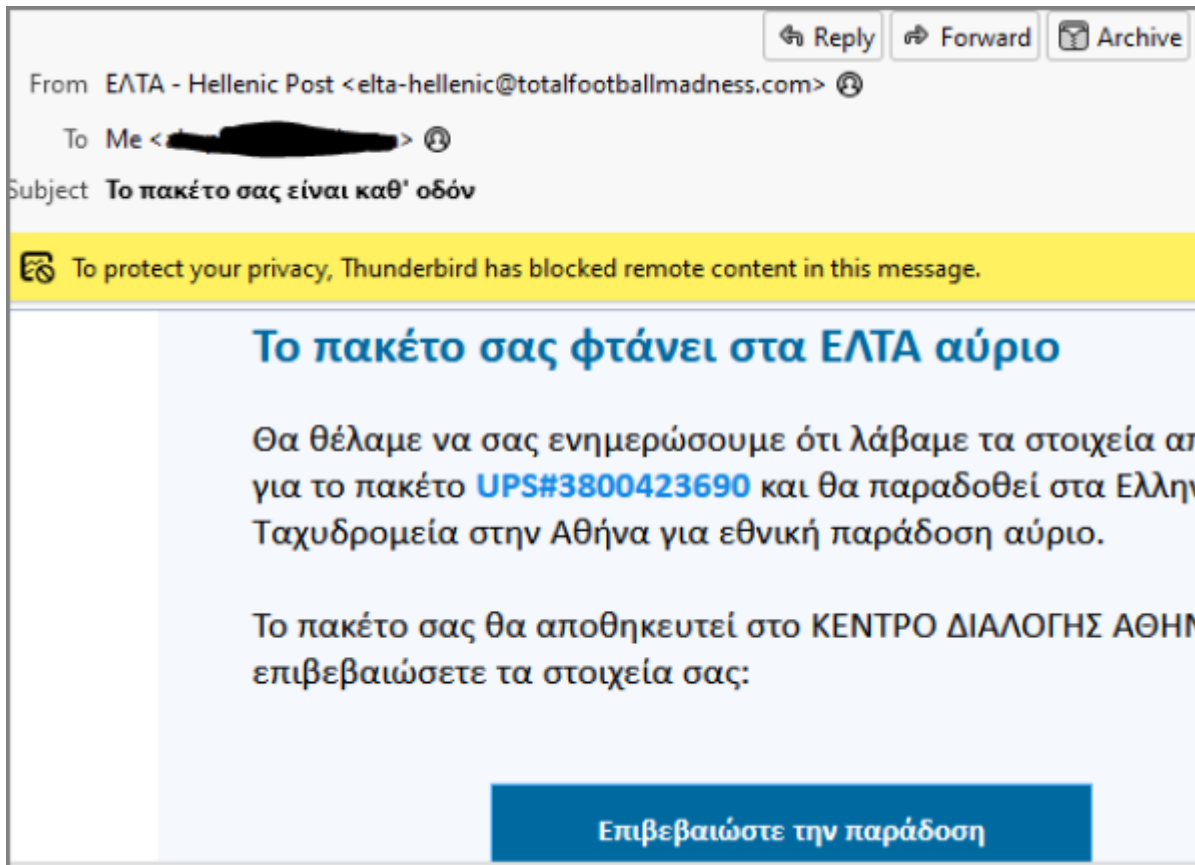 Reply Forward Archive
From ΕΛΤΑ - Hellenic Post <elta-hellenic@totalfootballmadness.com>
To Me < >
Subject Το πακέτο σας είναι καθ' οδόν
To protect your privacy, Thunderbird has blocked remote content in this message.
Το πακέτο σας φτάνει στα ΕΛΤΑ αύριο
Θα θέλαμε να σας ενημερώσουμε ότι λάβαμε τα στοιχεία
για το πακέτο UPS#3800423690 και θα παραδοθεί στα
Ταχυδρομεία στην Αθήνα για εθνική παράδοση αύριο.
Το πακέτο σας θα αποθηκευτεί στο ΚΕΝΤΡΟ ΔΙΑΛΟΓΗΣ
επιβεβαιώσετε τα στοιχεία σας:
Επιβεβαιώστε την παράδοση